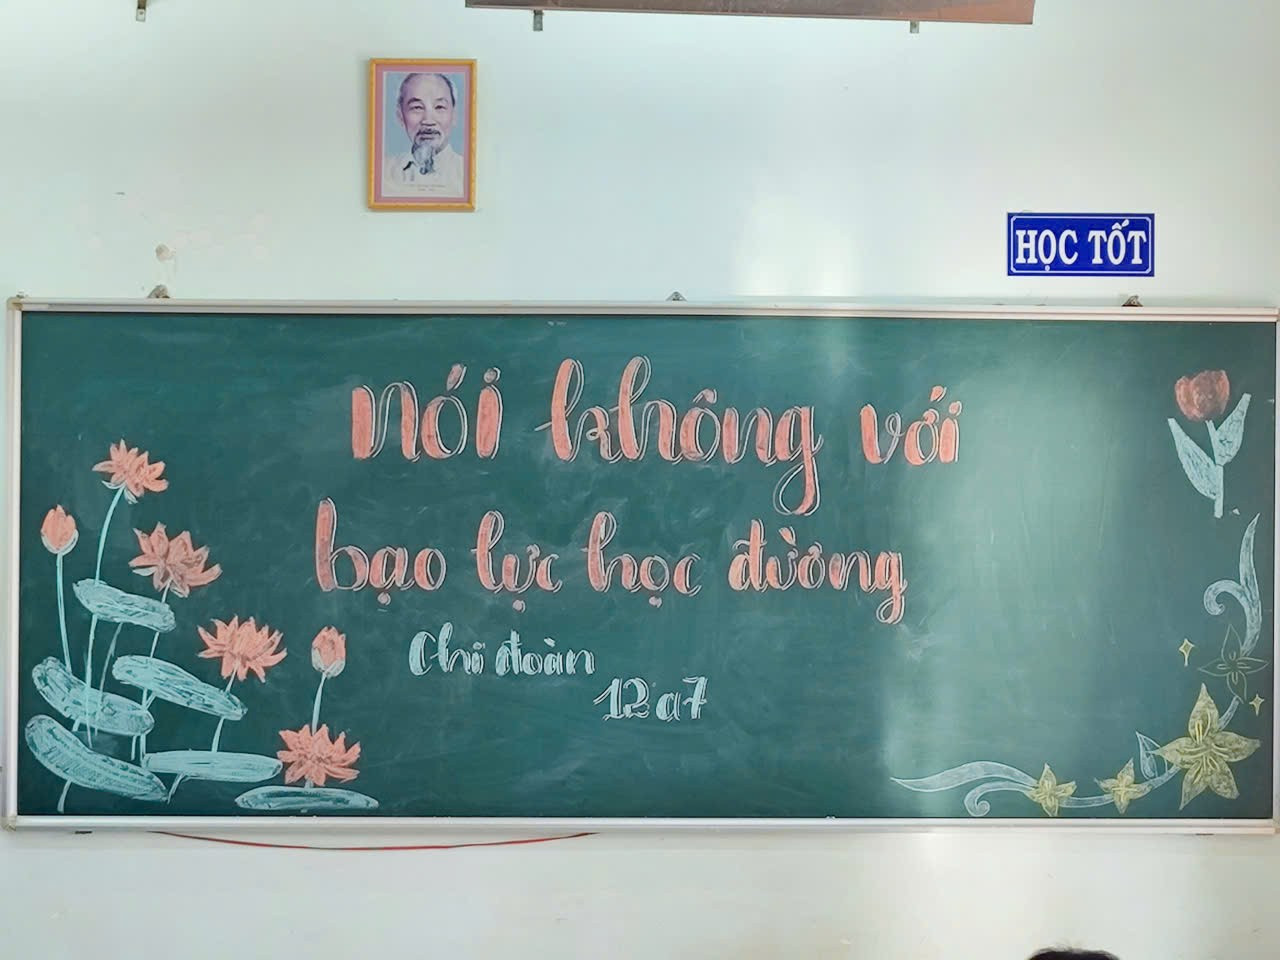 HỌC TỐT
nói không với
bạo lực học đường
Chi đoàn
12a7